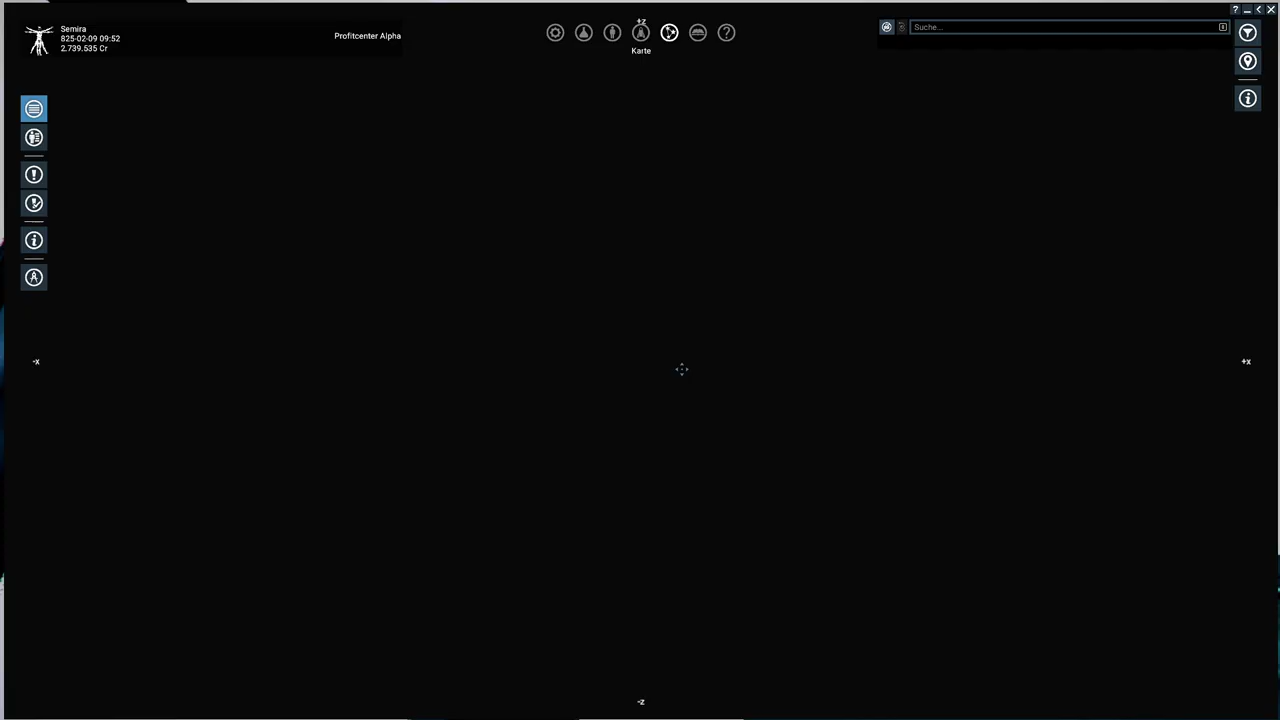 Semira
825-02-09 09:52
2.739.535 Cr
Profitcenter Alpha
+z
Karte
Suche...
-x
+x
-z